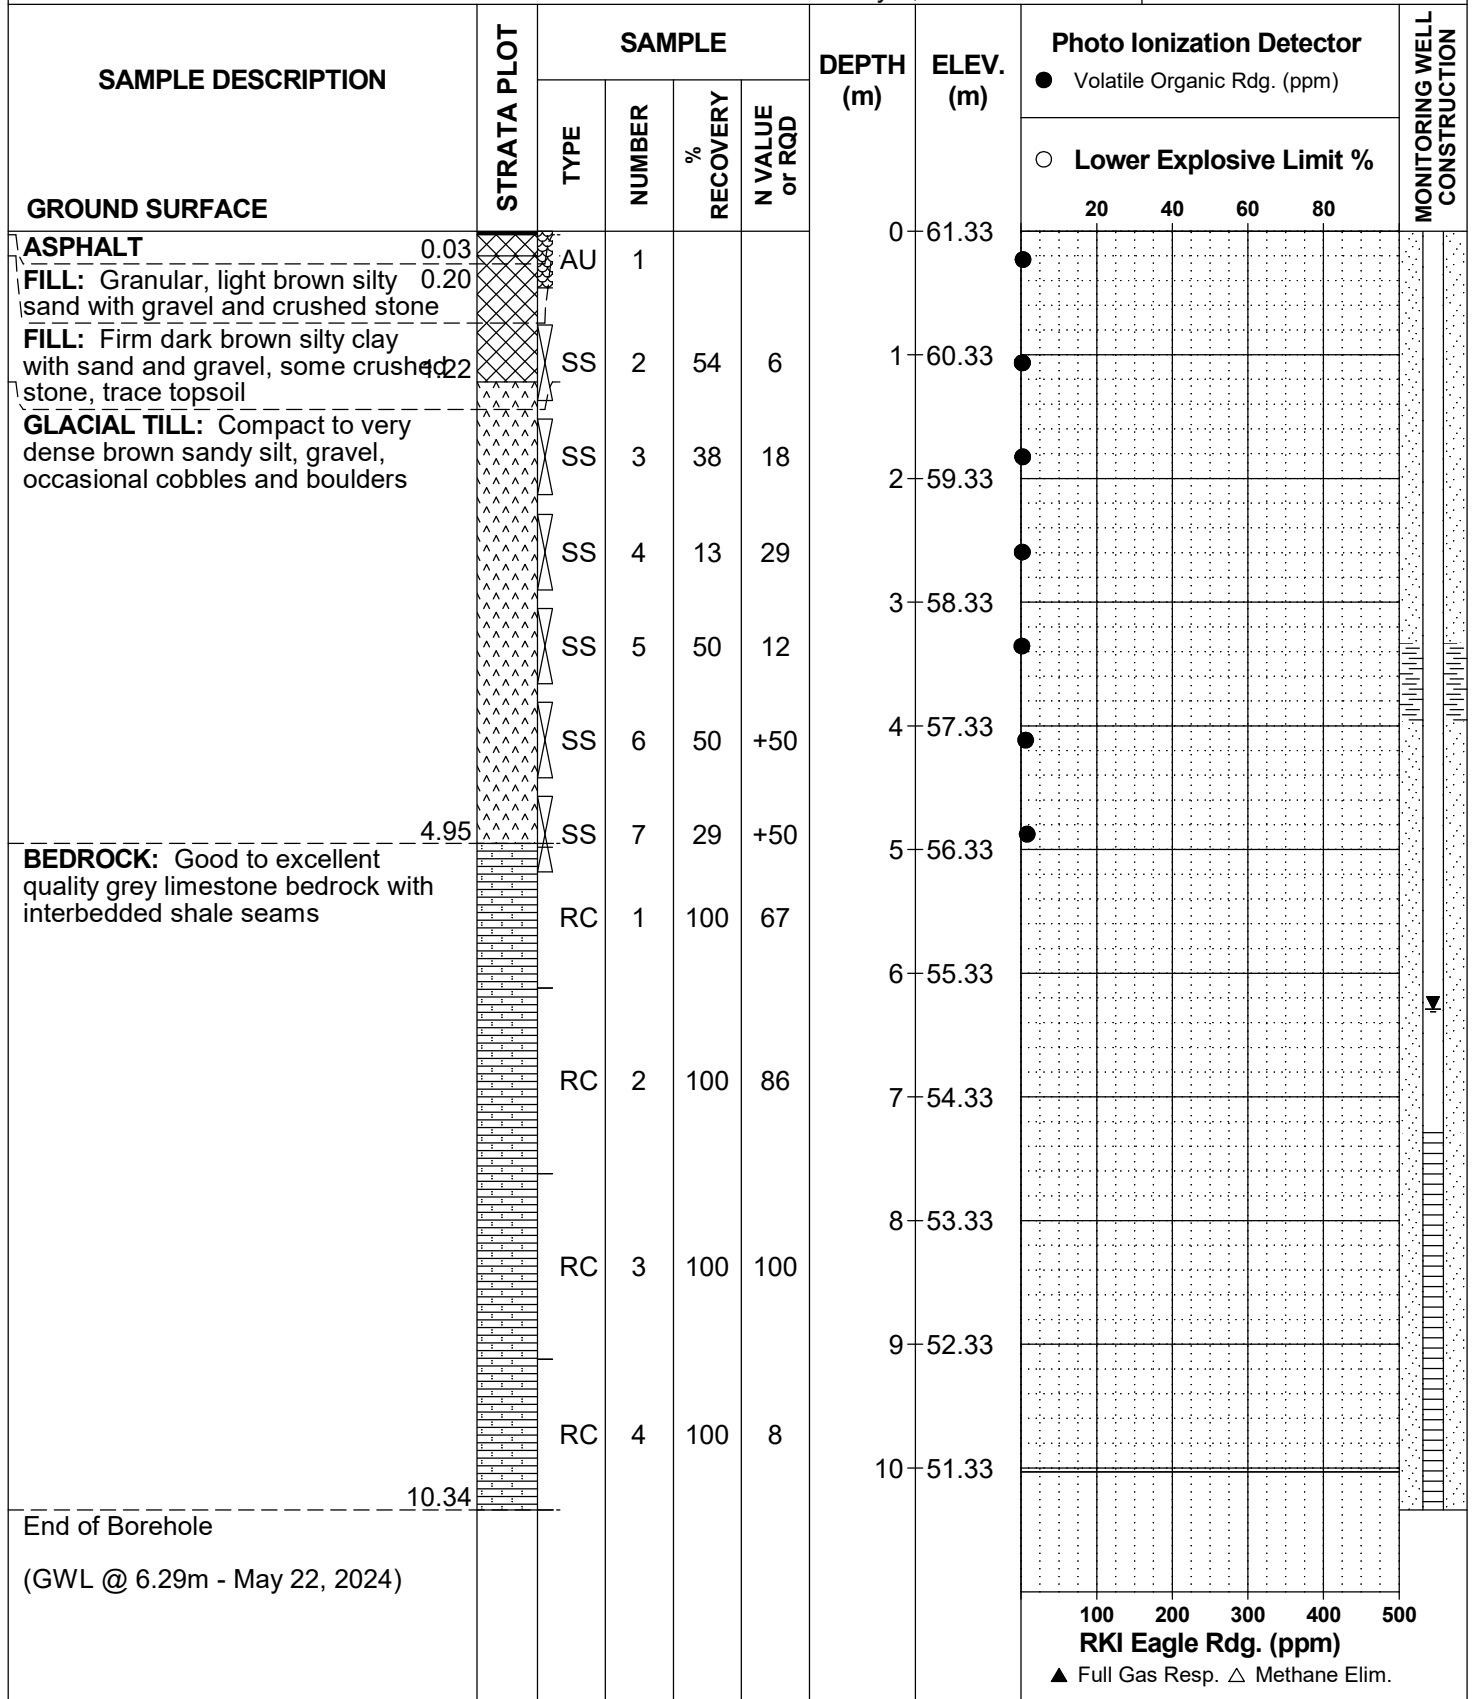 SAMPLE DESCRIPTION
GROUND SURFACE
STRATA PLOT
SAMPLE
TYPE
NUMBER
% RECOVERY
N VALUE or RQD
DEPTH (m)
ELEV. (m)
Photo Ionization Detector
● Volatile Organic Rdg. (ppm)
○ Lower Explosive Limit %
20 40 60 80
MONITORING WELL CONSTRUCTION
ASPHALT 0.03
FILL: Granular, light brown silty 0.20
sand with gravel and crushed stone
FILL: Firm dark brown silty clay
with sand and gravel, some crushed 1.22
stone, trace topsoil
GLACIAL TILL: Compact to very
dense brown sandy silt, gravel,
occasional cobbles and boulders
4.95
BEDROCK: Good to excellent
quality grey limestone bedrock with
interbedded shale seams
10.34
End of Borehole
(GWL @ 6.29m - May 22, 2024)
AU 1
SS 2 54 6
SS 3 38 18
SS 4 13 29
SS 5 50 12
SS 6 50 +50
SS 7 29 +50
RC 1 100 67
RC 2 100 86
RC 3 100 100
RC 4 100 8
0 61.33
1 60.33
2 59.33
3 58.33
4 57.33
5 56.33
6 55.33
7 54.33
8 53.33
9 52.33
10 51.33
100 200 300 400 500
RKI Eagle Rdg. (ppm)
▲ Full Gas Resp. △ Methane Elim.